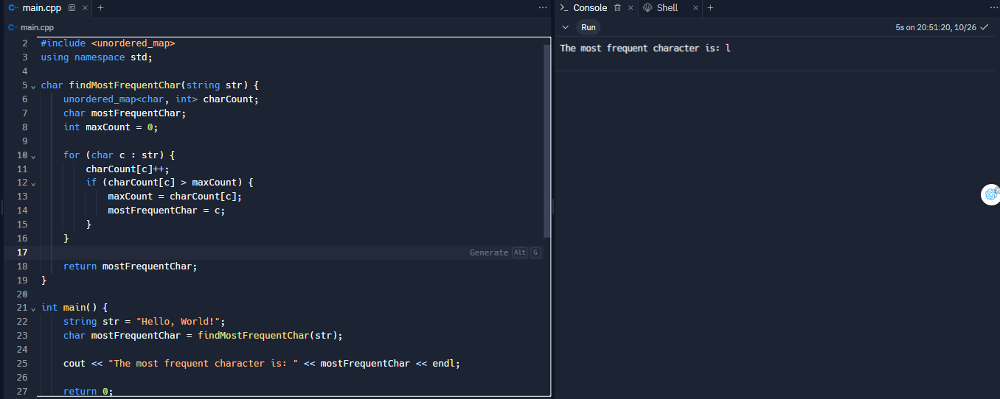 main.cpp
main.cpp
2 #include <unordered_map>
3 using namespace std;
4
5 char findMostFrequentChar(string str) {
6     unordered_map<char, int> charCount;
7     char mostFrequentChar;
8     int maxCount = 0;
9
10     for (char c : str) {
11         charCount[c]++;
12         if (charCount[c] > maxCount) {
13             maxCount = charCount[c];
14             mostFrequentChar = c;
15         }
16     }
17 Generate Alt G
18     return mostFrequentChar;
19 }
20
21 int main() {
22     string str = "Hello, World!";
23     char mostFrequentChar = findMostFrequentChar(str);
24
25     cout << "The most frequent character is: " << mostFrequentChar << endl;
26
27     return 0;
Console Shell
Run 5s on 20:51:20, 10/26
The most frequent character is: l